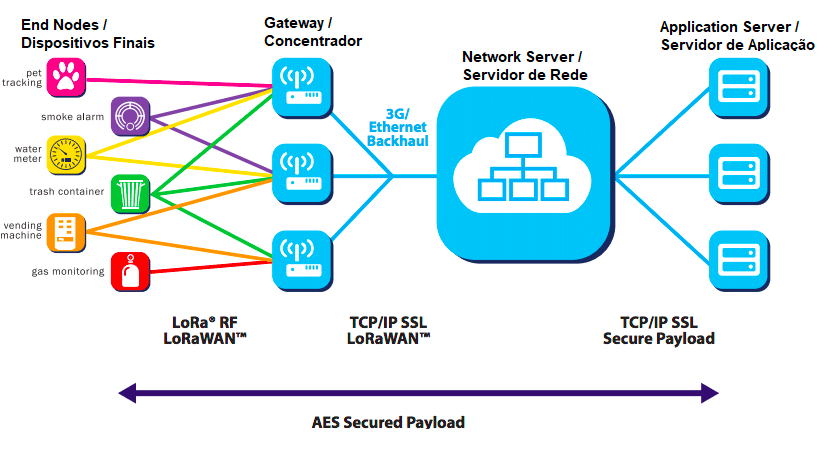 End Nodes /
Dispositivos Finais
Gateway /
Concentrador
Network Server /
Servidor de Rede
Application Server /
Servidor de Aplicação
pet
tracking
smoke alarm
water
meter
trash container
vending
machine
gas monitoring
3G/
Ethernet
Backhaul
LoRa® RF
LoRaWAN™
TCP/IP SSL
LoRaWAN™
TCP/IP SSL
Secure Payload
AES Secured Payload